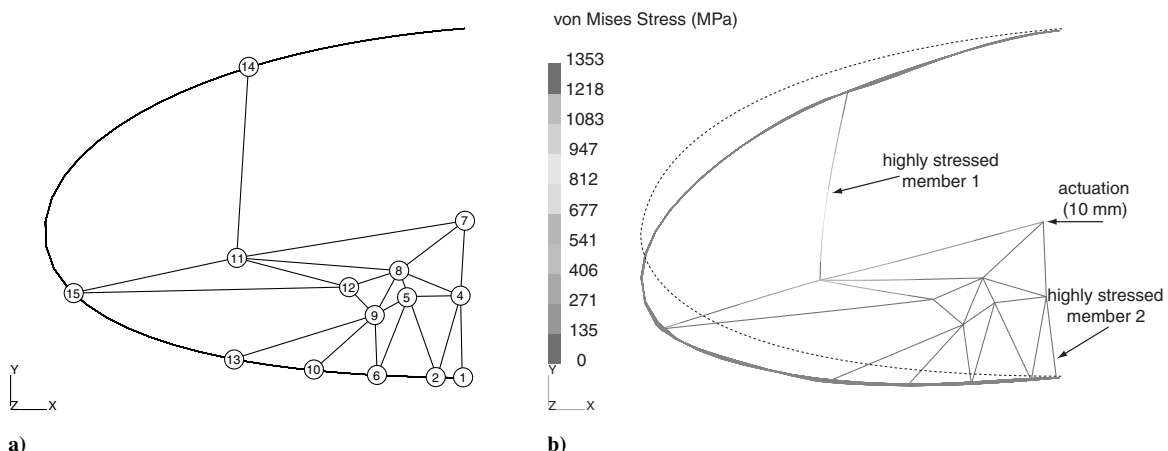 14
7
11
8
12
5
4
15
9
13
10
6
2
1
Y
Z
X
a)
von Mises Stress (MPa)
1353
1218
1083
947
812
677
541
406
271
135
0
highly stressed
member 1
actuation
(10 mm)
highly stressed
member 2
Y
Z
X
b)